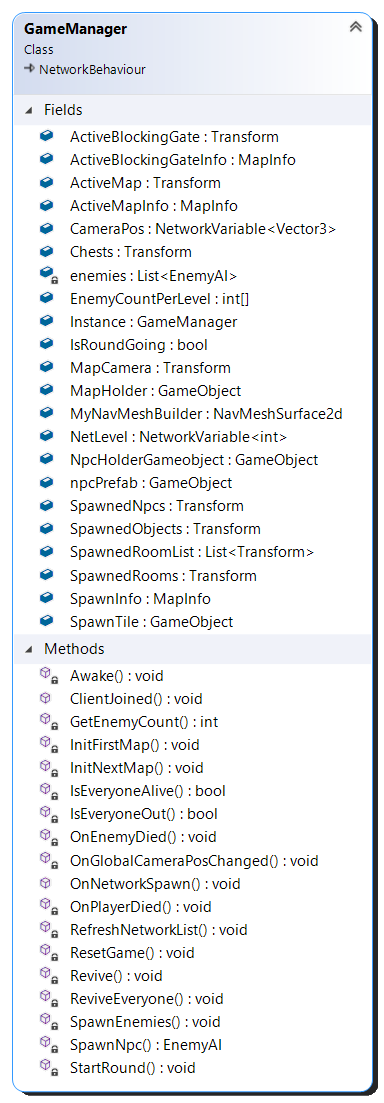 GameManager
Class
NetworkBehaviour
Fields
ActiveBlockingGate : Transform
ActiveBlockingGateInfo : MapInfo
ActiveMap : Transform
ActiveMapInfo : MapInfo
CameraPos : NetworkVariable<Vector3>
Chests : Transform
enemies : List<EnemyAI>
EnemyCountPerLevel : int[]
Instance : GameManager
IsRoundGoing : bool
MapCamera : Transform
MapHolder : GameObject
MyNavMeshBuilder : NavMeshSurface2d
NetLevel : NetworkVariable<int>
NpcHolderGameobject : GameObject
npcPrefab : GameObject
SpawnedNpcs : Transform
SpawnedObjects : Transform
SpawnedRoomList : List<Transform>
SpawnedRooms : Transform
SpawnInfo : MapInfo
SpawnTile : GameObject
Methods
Awake() : void
ClientJoined() : void
GetEnemyCount() : int
InitFirstMap() : void
InitNextMap() : void
IsEveryoneAlive() : bool
IsEveryoneOut() : bool
OnEnemyDied() : void
OnGlobalCameraPosChanged() : void
OnNetworkSpawn() : void
OnPlayerDied() : void
RefreshNetworkList() : void
ResetGame() : void
Revive() : void
ReviveEveryone() : void
SpawnEnemies() : void
SpawnNpc() : EnemyAI
StartRound() : void